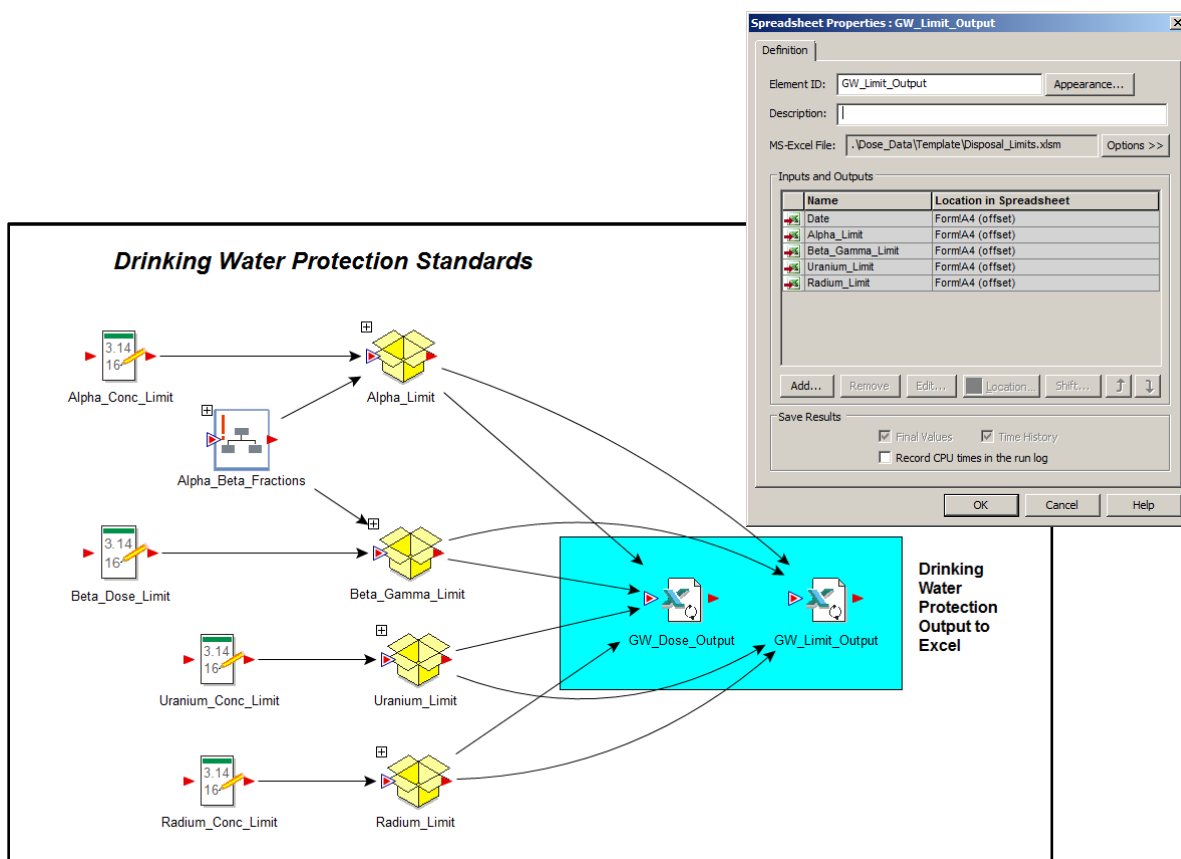 Spreadsheet Properties : GW_Limit_Output
Definition
Element ID: GW_Limit_Output Appearance...
Description:
MS-Excel File: .\Dose_Data\Template\Disposal_Limits.xlsm Options >>
Inputs and Outputs
Name Location in Spreadsheet
Date Form!A4 (offset)
Alpha_Limit Form!A4 (offset)
Beta_Gamma_Limit Form!A4 (offset)
Uranium_Limit Form!A4 (offset)
Radium_Limit Form!A4 (offset)
Add... Remove Edit... Location... Shift...
Save Results
Final Values Time History
Record CPU times in the run log
OK Cancel Help
Drinking Water Protection Standards
3.14
16
Alpha_Conc_Limit
Alpha_Limit
Alpha_Beta_Fractions
3.14
16
Beta_Dose_Limit
Beta_Gamma_Limit
GW_Dose_Output
GW_Limit_Output
Drinking
Water
Protection
Output to
Excel
3.14
16
Uranium_Conc_Limit
Uranium_Limit
3.14
16
Radium_Conc_Limit
Radium_Limit